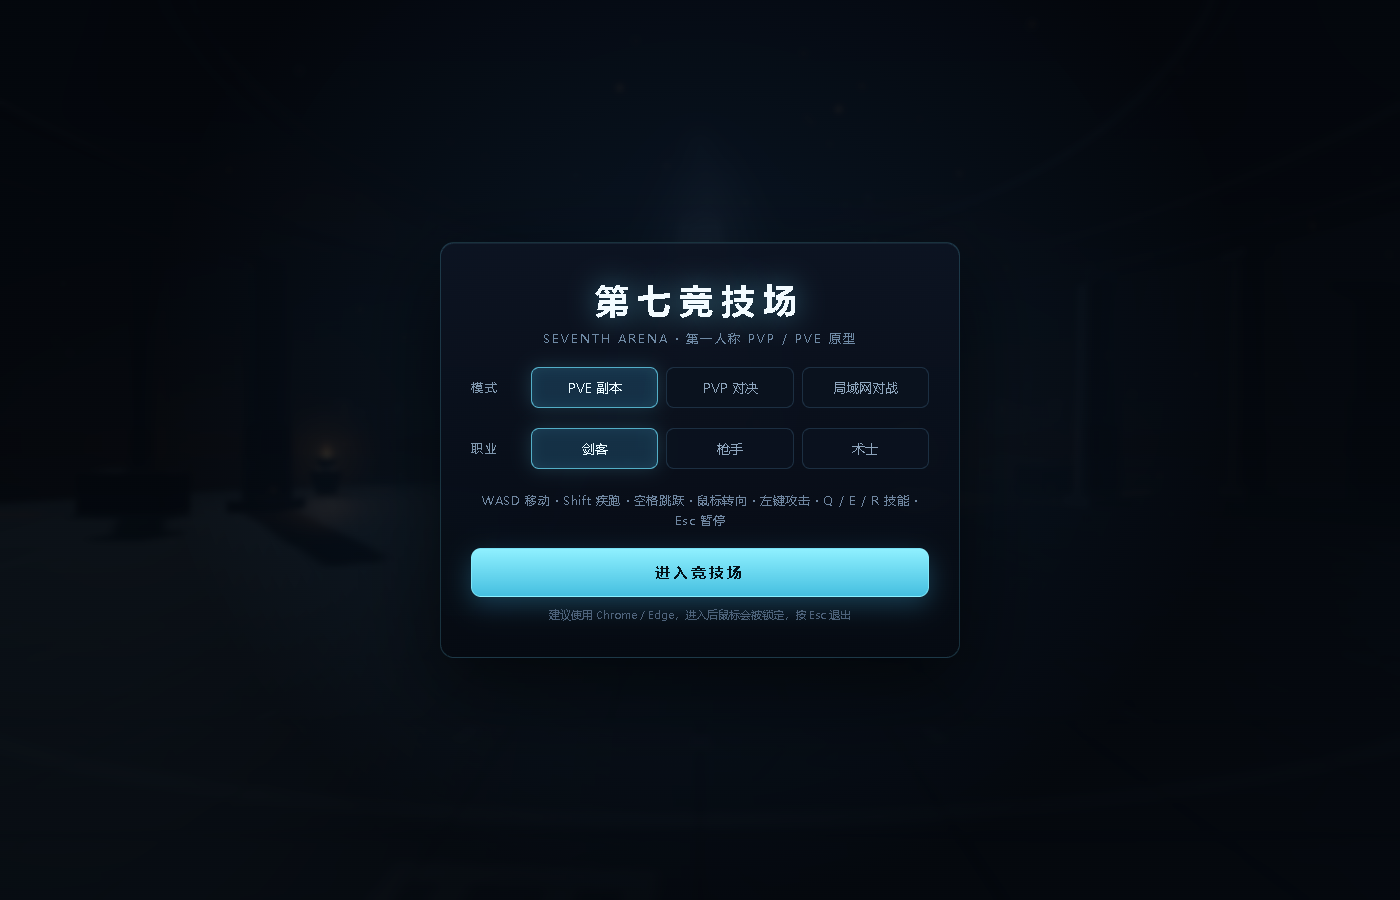 第七竞技场
SEVENTH ARENA · 第一人称 PVP / PVE 原型
模式 PVE 副本 PVP 对决 局域网对战
职业 剑客 枪手 术士
WASD 移动 · Shift 疾跑 · 空格跳跃 · 鼠标转向 · 左键攻击 · Q / E / R 技能 ·
Esc 暂停
进入竞技场
建议使用 Chrome / Edge，进入后鼠标会被锁定，按 Esc 退出